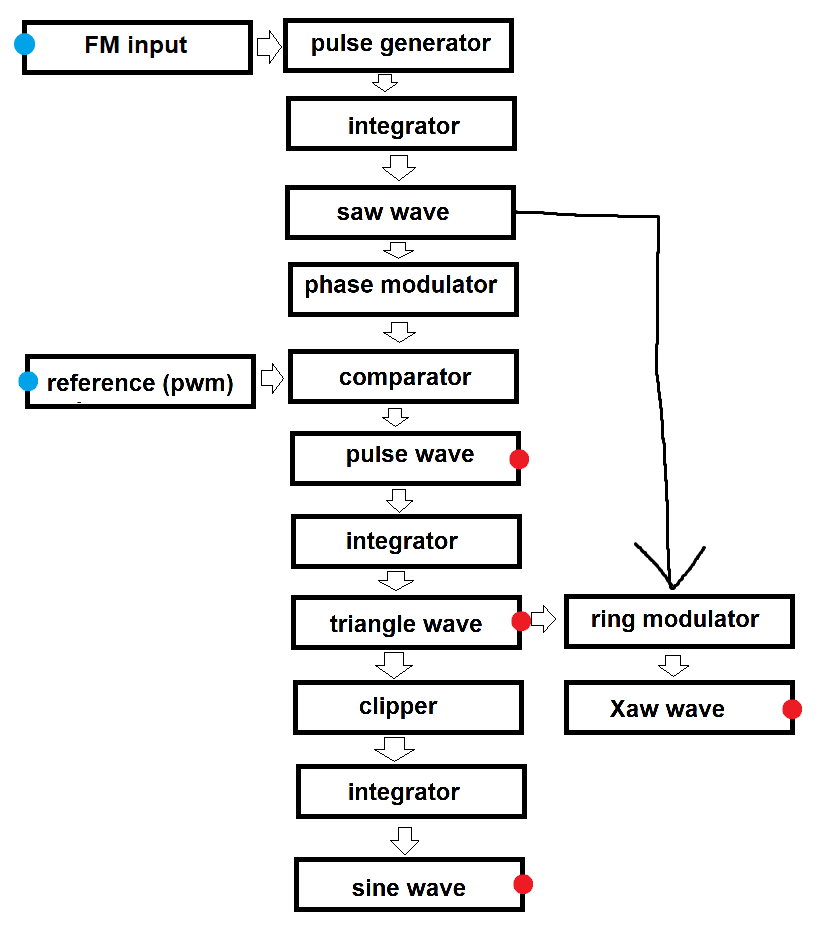 FM input
pulse generator
integrator
saw wave
phase modulator
reference (pwm)
comparator
pulse wave
integrator
triangle wave
ring modulator
clipper
Xaw wave
integrator
sine wave